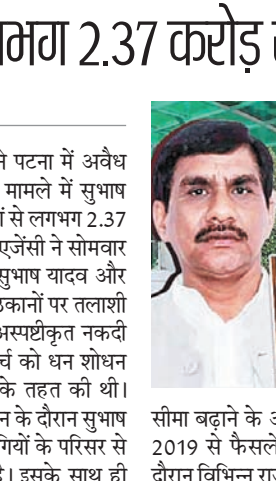 2.37 करोड़
पटना में अवैध
मामले में सुभाष
से लगभग 2.37
एजेंसी ने सोमवार
सुभाष यादव और
ठिकानों पर तलाशी
अस्पष्टीकृत नकदी
को धन शोधन
के तहत की थी।
के दौरान सुभाष
के परिसर से
है। इसके साथ ही
सीमा बढ़ाने के
2019 से फैसले
दौरान विभिन्न